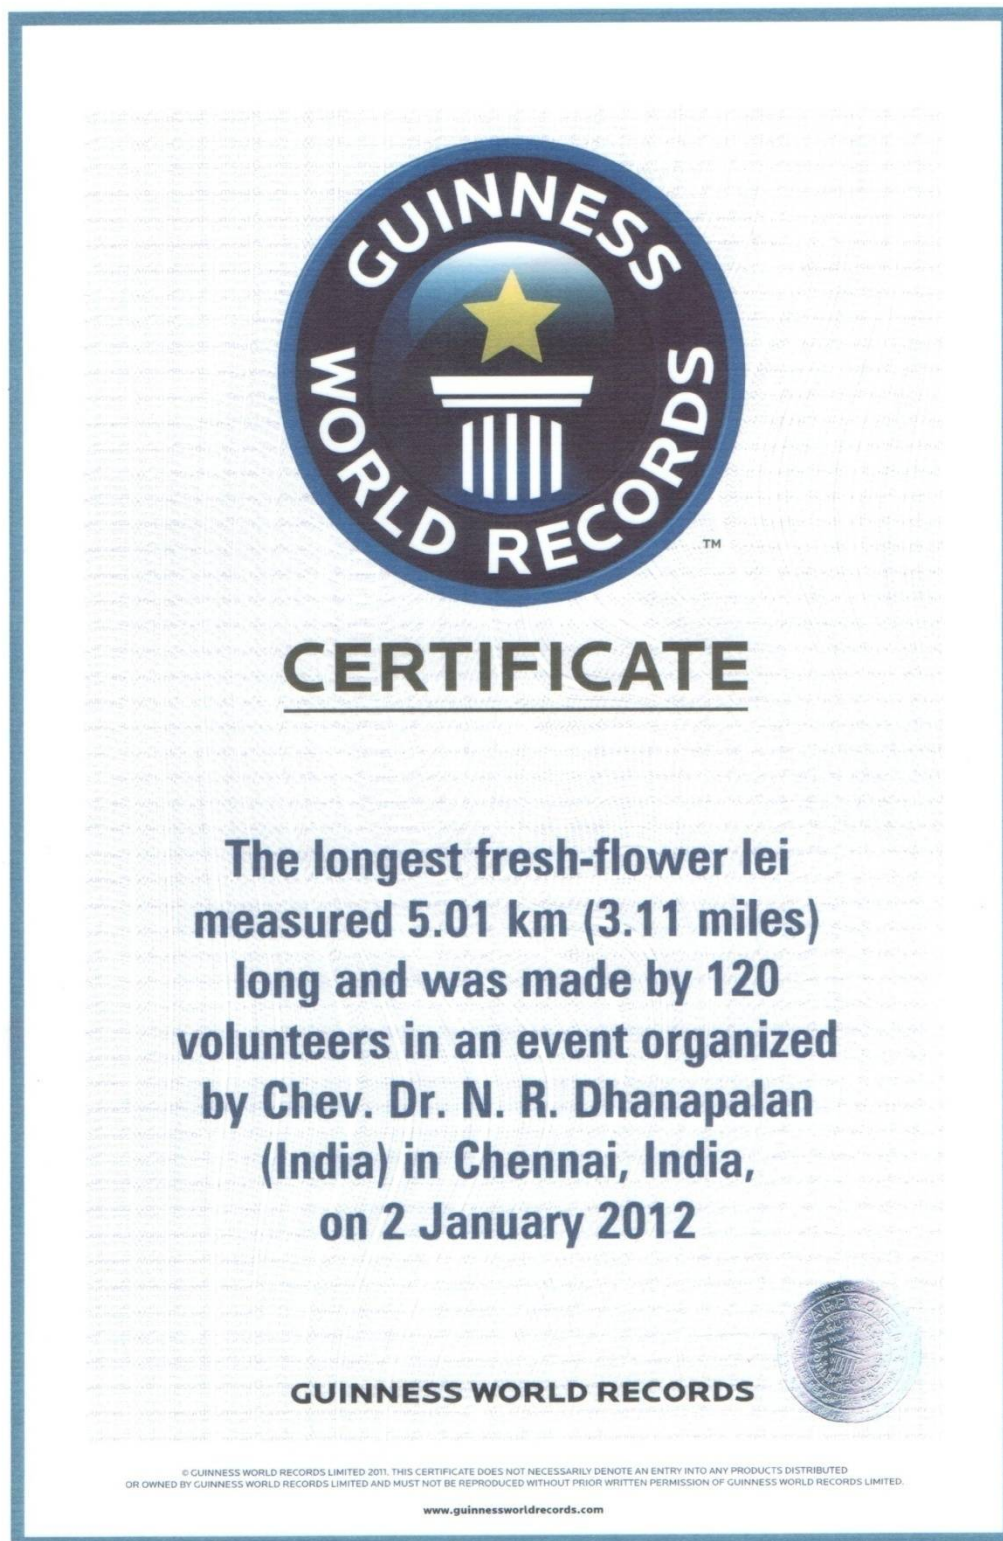 GUINNESS
WORLD RECORDS
TM
CERTIFICATE
The longest fresh-flower lei
measured 5.01 km (3.11 miles)
long and was made by 120
volunteers in an event organized
by Chev. Dr. N. R. Dhanapalan
(India) in Chennai, India,
on 2 January 2012
GUINNESS WORLD RECORDS
© GUINNESS WORLD RECORDS LIMITED 2011. THIS CERTIFICATE DOES NOT NECESSARILY DENOTE AN ENTRY INTO ANY PRODUCTS DISTRIBUTED
OR OWNED BY GUINNESS WORLD RECORDS LIMITED AND MUST NOT BE REPRODUCED WITHOUT PRIOR WRITTEN PERMISSION OF GUINNESS WORLD RECORDS LIMITED.
www.guinnessworldrecords.com